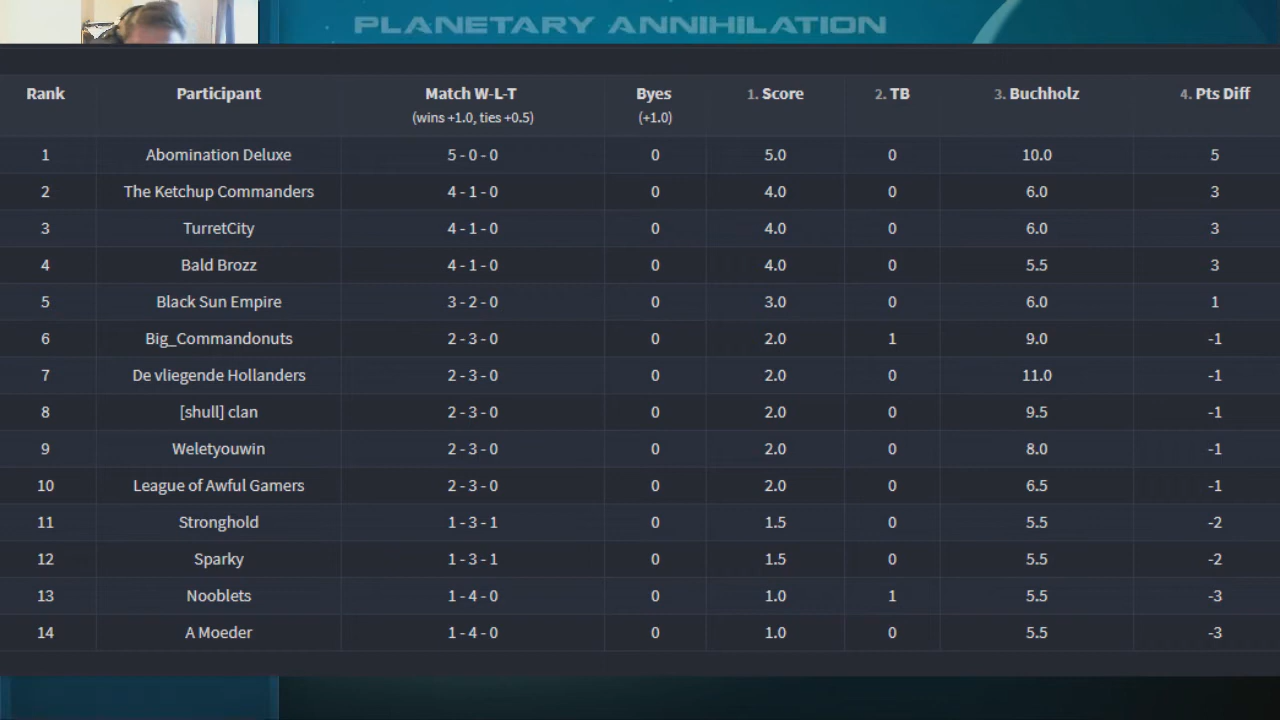 PLANETARY ANNIHILATION
Rank Participant Match W-L-T Byes 1. Score 2. TB 3. Buchholz 4. Pts Diff
(wins +1.0, ties +0.5) (+1.0)
1 Abomination Deluxe 5 - 0 - 0 0 5.0 0 10.0 5
2 The Ketchup Commanders 4 - 1 - 0 0 4.0 0 6.0 3
3 TurretCity 4 - 1 - 0 0 4.0 0 6.0 3
4 Bald Brozz 4 - 1 - 0 0 4.0 0 5.5 3
5 Black Sun Empire 3 - 2 - 0 0 3.0 0 6.0 1
6 Big_Commandonuts 2 - 3 - 0 0 2.0 1 9.0 -1
7 De vliegende Hollanders 2 - 3 - 0 0 2.0 0 11.0 -1
8 [shull] clan 2 - 3 - 0 0 2.0 0 9.5 -1
9 Weletyouwin 2 - 3 - 0 0 2.0 0 8.0 -1
10 League of Awful Gamers 2 - 3 - 0 0 2.0 0 6.5 -1
11 Stronghold 1 - 3 - 1 0 1.5 0 5.5 -2
12 Sparky 1 - 3 - 1 0 1.5 0 5.5 -2
13 Nooblets 1 - 4 - 0 0 1.0 1 5.5 -3
14 A Moeder 1 - 4 - 0 0 1.0 0 5.5 -3